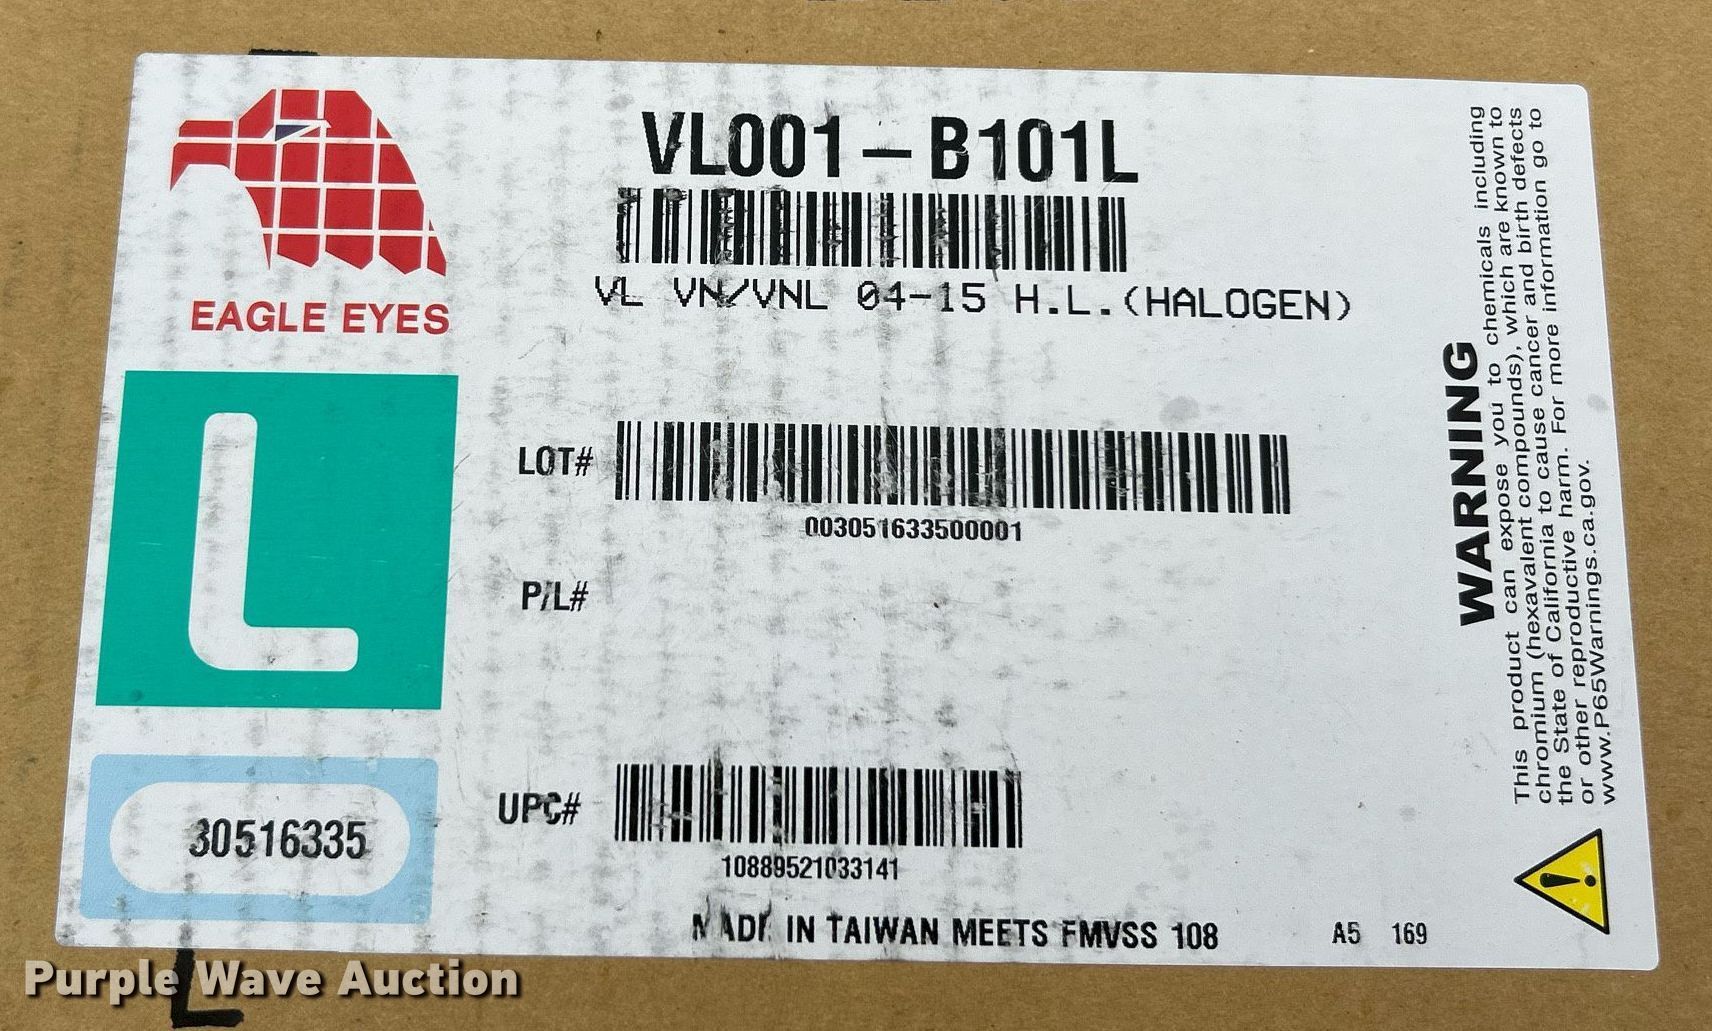 EAGLE EYES
L
30516335
VL001-B101L
VL VN/VNL 04-15 H.L.(HALOGEN)
LOT#
003051633500001
P/L#
UPC#
10889521033141
MADE IN TAIWAN MEETS FMVSS 108
A5 169
WARNING
This product can expose you to chemicals including
chromium (hexavalent compounds), which are known to
the State of California to cause cancer and birth defects
or other reproductive harm. For more information go to
www.P65Warnings.ca.gov.
L
Purple Wave Auction